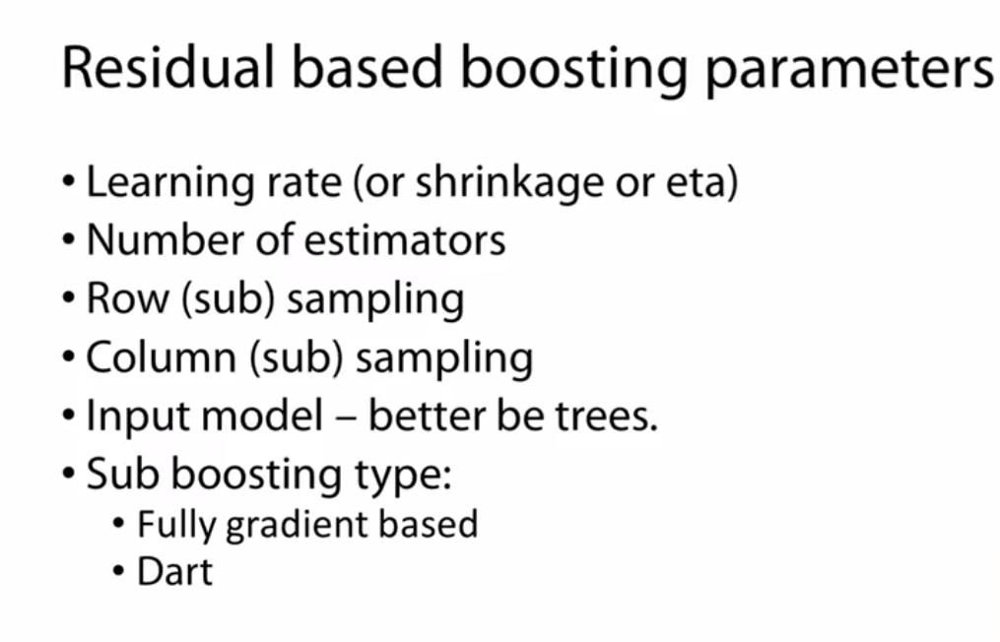 Residual based boosting parameters
• Learning rate (or shrinkage or eta)
• Number of estimators
• Row (sub) sampling
• Column (sub) sampling
• Input model – better be trees.
• Sub boosting type:
• Fully gradient based
• Dart